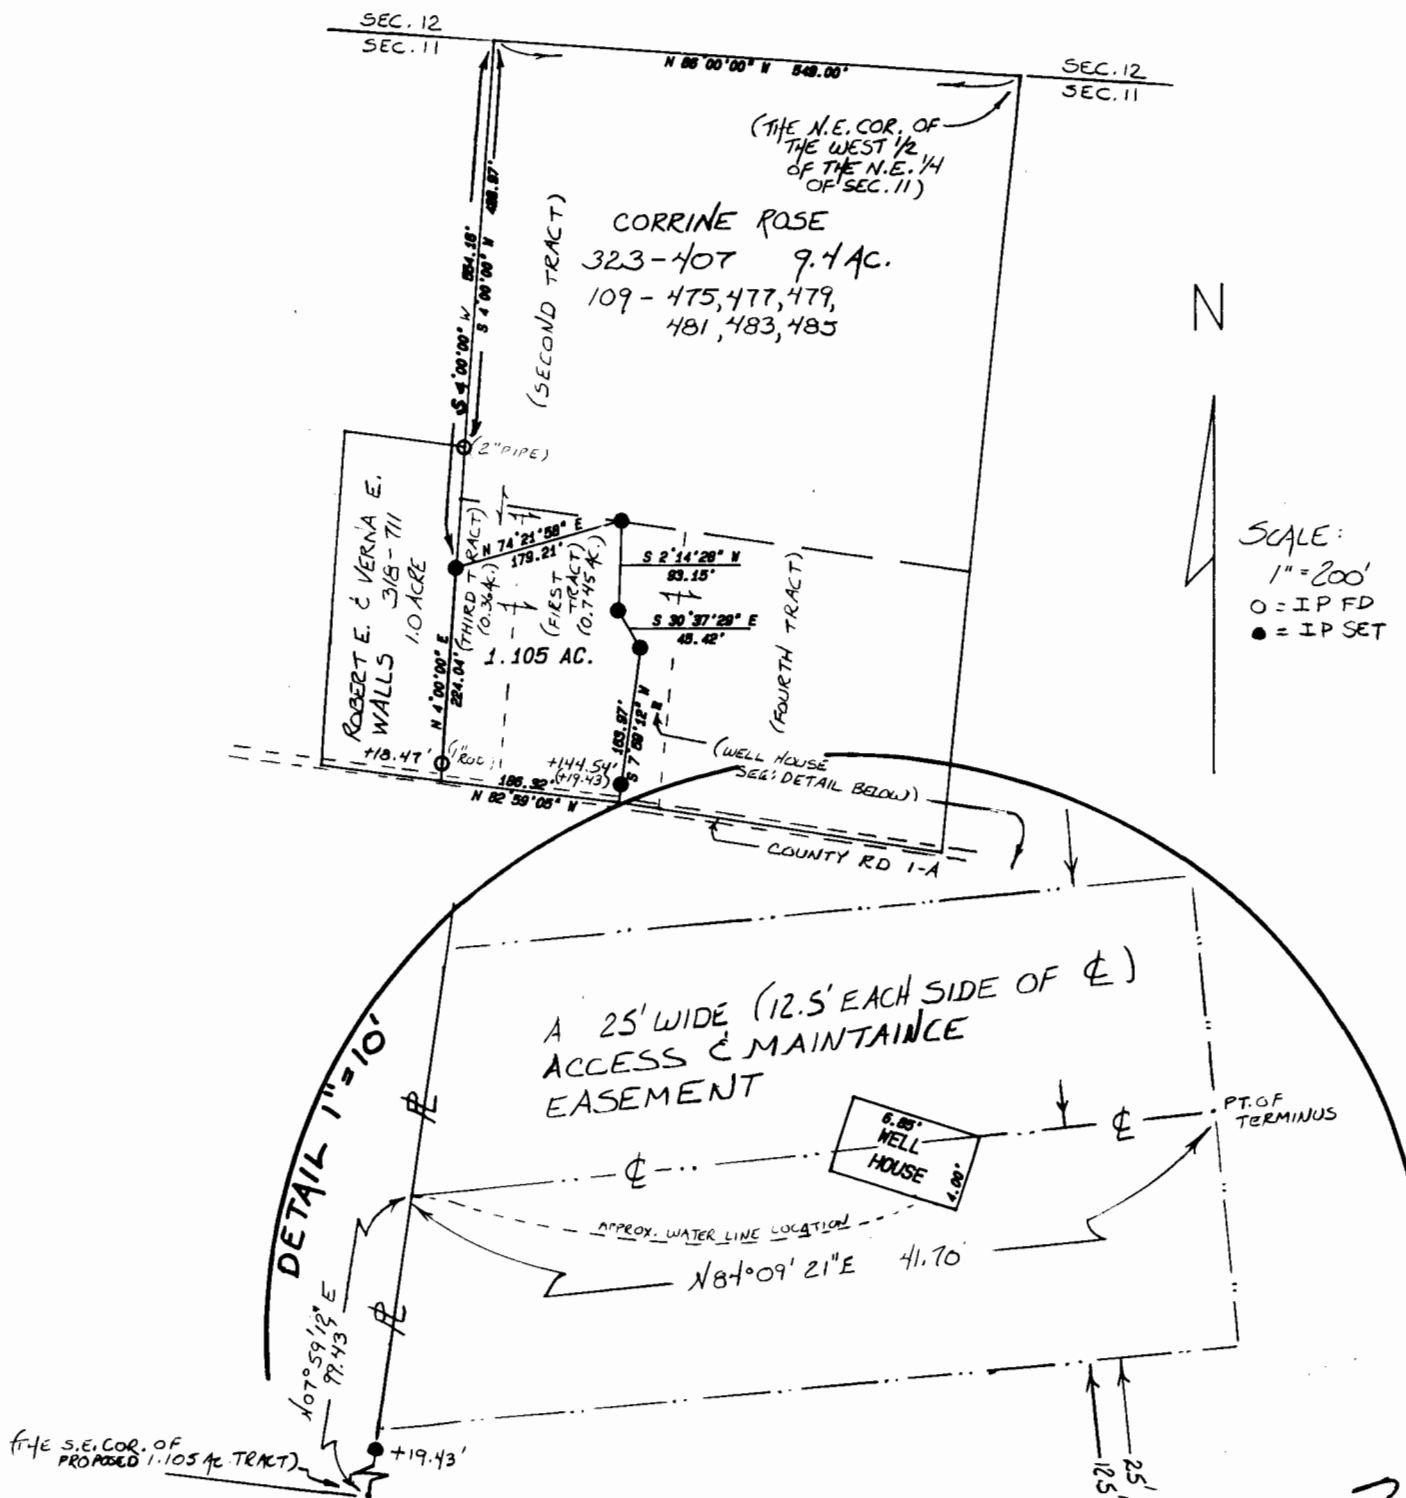 SEC. 12
SEC. 11
N 86°00'00" W 549.00'
SEC. 12
SEC. 11
(THE N.E. COR. OF
THE WEST 1/2
OF THE N.E. 1/4
OF SEC. 11)
S 4°00'00" W 554.18'
S 4°00'00" W 498.97'
(SECOND TRACT)
CORRINE ROSE
323-407 9.4 AC.
109 - 475, 477, 479,
481, 483, 485
N
(2" PIPE)
ROBERT E. & VERNA E.
WALLS 318-711
1.0 ACRE
N 74°21'58" E
179.21'
(THIRD TRACT)
(0.36 AC.)
(FIRST
TRACT)
(0.745 AC.)
S 2°14'28" W
93.15'
S 30°37'29" E
45.42'
(FOURTH TRACT)
SCALE:
1" = 200'
O = IP FD
● = IP SET
1.105 AC.
N 4°00'00" E
224.04'
163.97'
S 7°59'12" W
+18.47'
(1" ROD)
+144.54'
(+19.43)
186.32'
N 82°59'05" W
(WELL HOUSE
SEE: DETAIL BELOW)
COUNTY RD 1-A
DETAIL 1" = 10'
A 25' WIDE (12.5' EACH SIDE OF ℄)
ACCESS & MAINTAINCE
EASEMENT
℄
℄
PT. OF
TERMINUS
6.85'
WELL
HOUSE
4.00'
APPROX. WATER LINE LOCATION
N84°09'21"E 41.70'
℄
℄
N07°59'12" E
99.43'
(THE S.E. COR. OF
PROPOSED 1.105 AC TRACT)
+19.43'
12.5'
25'